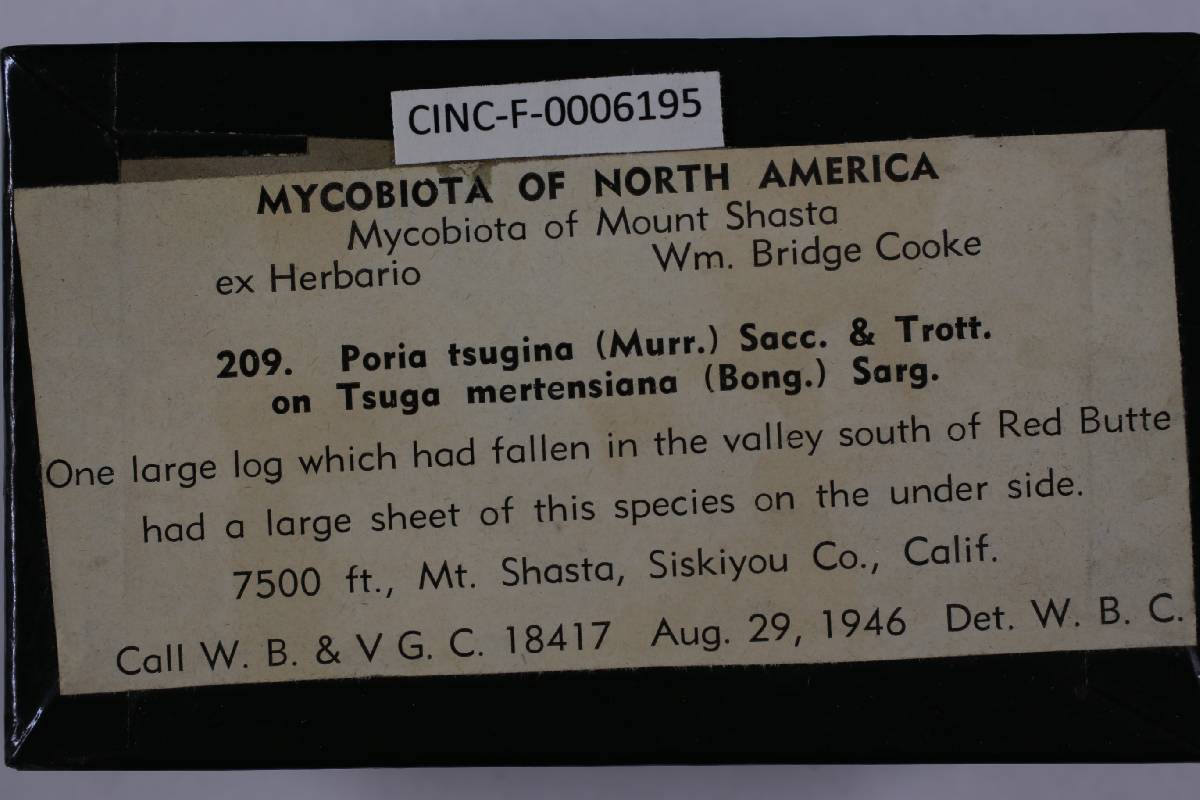 CINC-F-0006195
MYCOBIOTA OF NORTH AMERICA
Mycobiota of Mount Shasta
ex Herbario Wm. Bridge Cooke
209. Poria tsugina (Murr.) Sacc. & Trott.
on Tsuga mertensiana (Bong.) Sarg.
One large log which had fallen in the valley south of Red Butte
had a large sheet of this species on the under side.
7500 ft., Mt. Shasta, Siskiyou Co., Calif.
Call W. B. & V G. C. 18417 Aug. 29, 1946 Det. W. B. C.